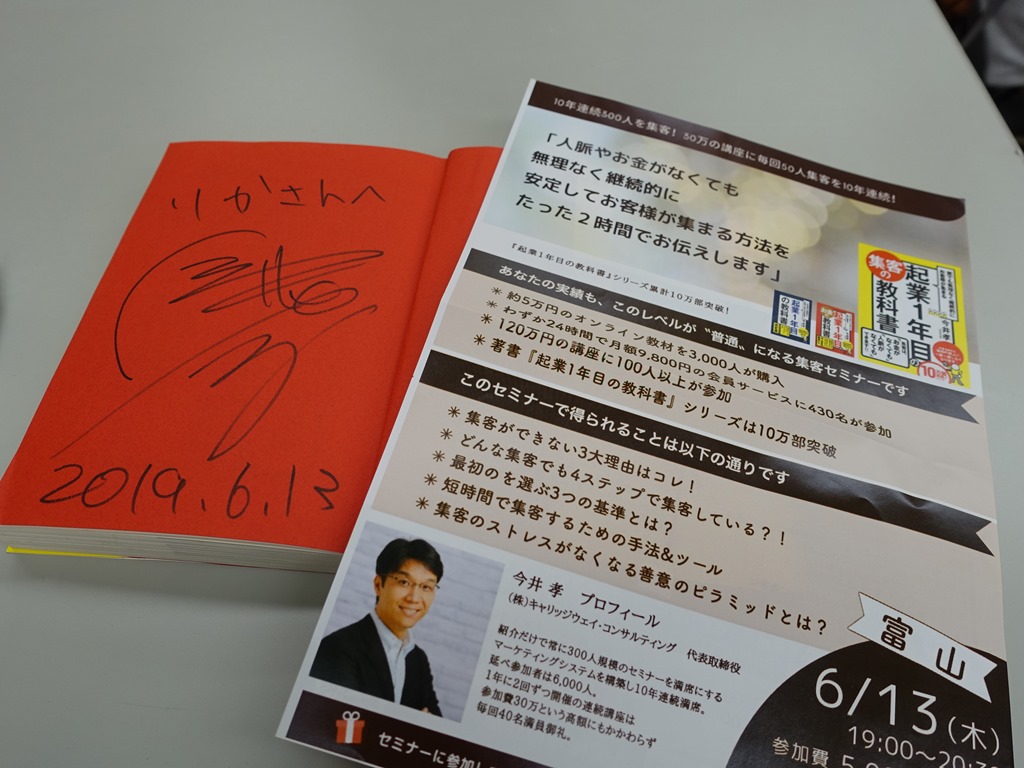 りかさんへ
2019.6.13
10年連続300人を集客! 30万の講座に毎回50人集客を10年連続!
「人脈やお金がなくても
無理なく継続的に
安定してお客様が集まる方法を
たった2時間でお伝えします」
『起業1年目の教科書』シリーズ累計10万部突破!
起業1年目の
集客の
教科書
今井孝
あなたの実績も、このレベルが“普通”になる集客セミナーです
* 約5万円のオンライン教材を3,000人が購入
* わずか24時間で月額9,800円の会員サービスに430名が参加
* 120万円の講座に100人以上が参加
* 著書『起業1年目の教科書』シリーズは10万部突破
このセミナーで得られることは以下の通りです
* 集客ができない3大理由はコレ!
* どんな集客でも4ステップで集客している?!
* 最初のを選ぶ3つの基準とは?
* 短時間で集客するための手法&ツール
* 集客のストレスがなくなる善意のピラミッドとは?
今井 孝 プロフィール
(株)キャリッジウェイ・コンサルティング 代表取締役
紹介だけで常に300人規模のセミナーを満席にする
マーケティングシステムを構築し10年連続満席。
延べ参加者は6,000人。
1年に2回ずつ開催の連続講座は
参加費30万という高額にもかかわらず
毎回40名満員御礼。
富山
6/13(木)
19:00〜20:30
参加費
セミナーに参加し